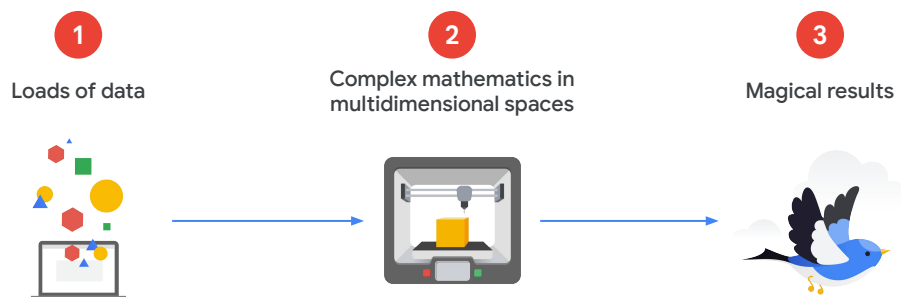 1
Loads of data
2
Complex mathematics in
multidimensional spaces
3
Magical results